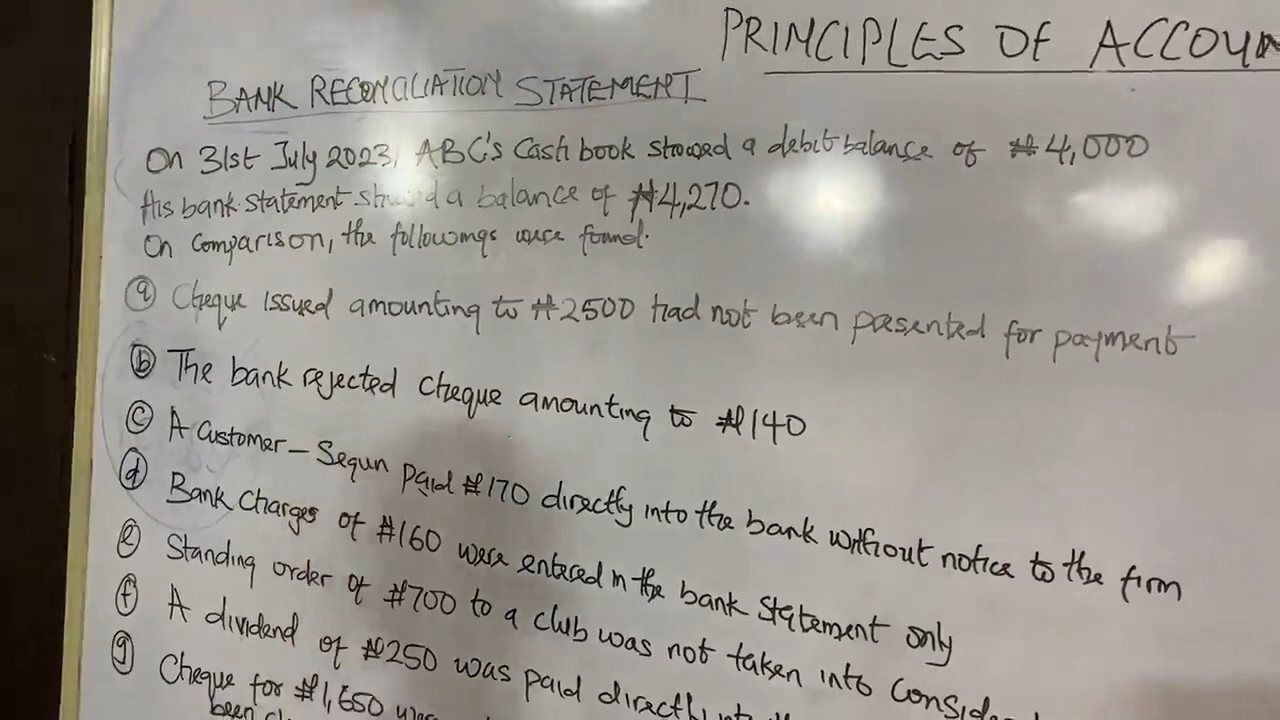 PRINCIPLES OF ACCOUN
BANK RECONCILIATION STATEMENT
On 31st July 2023, ABC's Cash book showed a debit balance of ₦4,000
His bank statement showed a balance of ₦4,270.
On Comparison, the followings were found.
(a) Cheque issued amounting to ₦2500 had not been presented for payment
(b) The bank rejected cheque amounting to ₦140
(c) A customer - Segun paid ₦170 directly into the bank without notice to the firm
(d) Bank Charges of ₦160 were entered in the bank statement only
(e) Standing order of ₦700 to a club was not taken into Conside
(f) A dividend of ₦250 was paid directly
(g) Cheque for ₦1,650
been